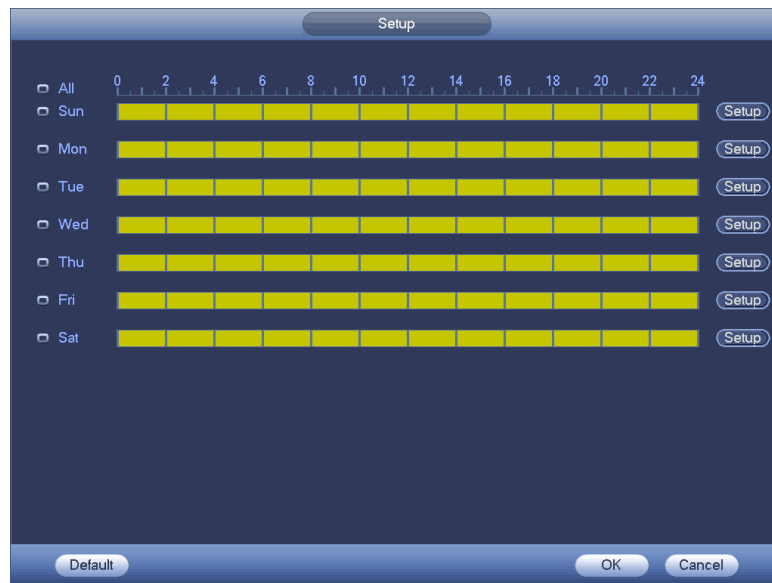 Setup
All 0 2 4 6 8 10 12 14 16 18 20 22 24
Sun Setup
Mon Setup
Tue Setup
Wed Setup
Thu Setup
Fri Setup
Sat Setup
Default OK Cancel